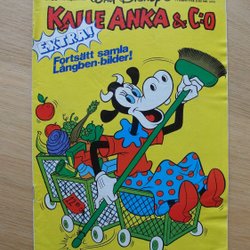 Walt Disney's
KALLE ANKA & C:O
EXTRA!
Fortsätt samla
Långben-bilder!